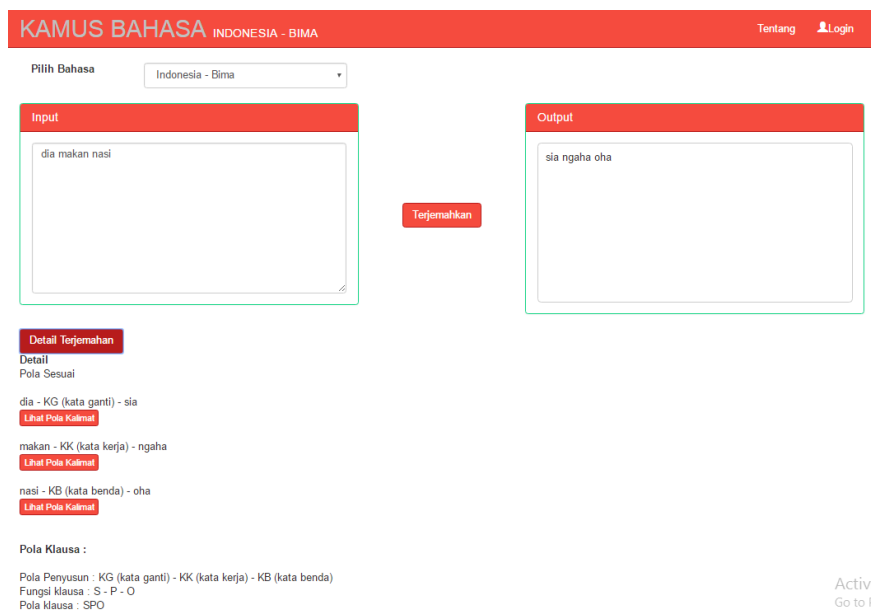 KAMUS BAHASA INDONESIA - BIMA
Tentang
Login
Pilih Bahasa
Indonesia - Bima
Input
Output
dia makan nasi
sia ngaha oha
Terjemahkan
Detail Terjemahan
Detail
Pola Sesuai
dia - KG (kata ganti) - sia
Lihat Pola Kalimat
makan - KK (kata kerja) - ngaha
Lihat Pola Kalimat
nasi - KB (kata benda) - oha
Lihat Pola Kalimat
Pola Klausa :
Pola Penyusun : KG (kata ganti) - KK (kata kerja) - KB (kata benda)
Fungsi klausa : S - P - O
Pola klausa : SPO
Activ
Go to